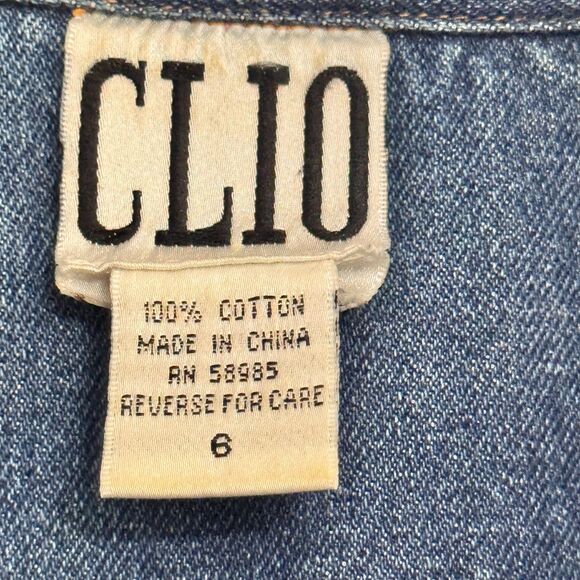 CLIO
100% COTTON
MADE IN CHINA
RN 58985
REVERSE FOR CARE
6